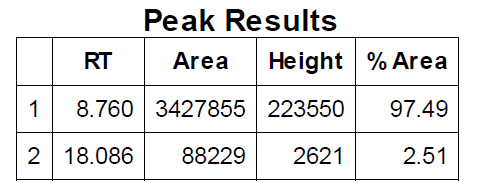 Peak Results
RT Area Height % Area
1 8.760 3427855 223550 97.49
2 18.086 88229 2621 2.51